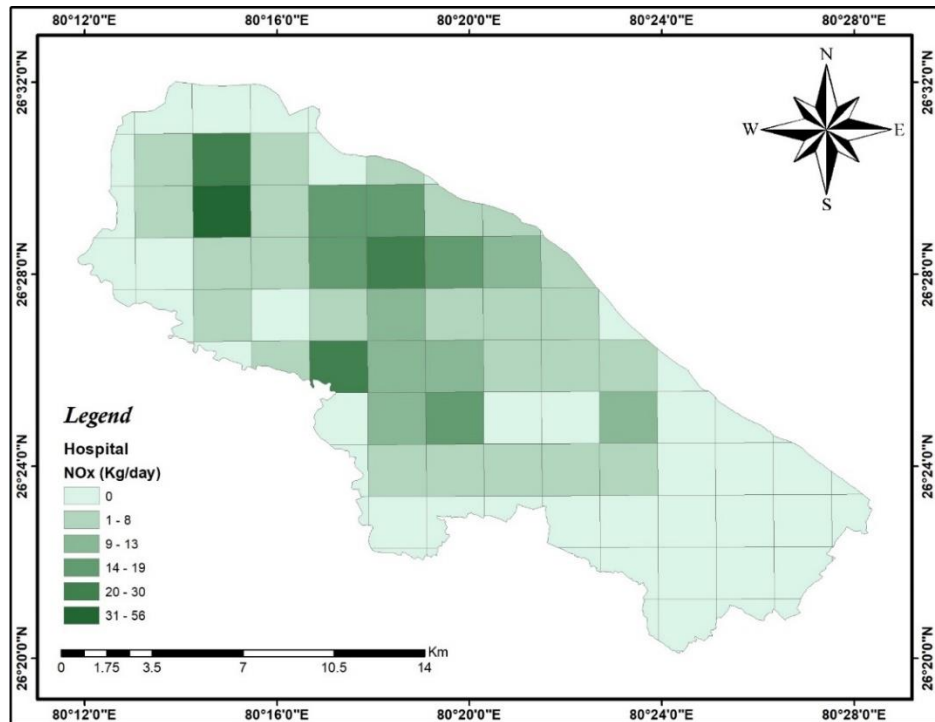 80°12'0"E 80°16'0"E 80°20'0"E 80°24'0"E 80°28'0"E
26°32'0"N 26°32'0"N
N
W E
S
26°28'0"N 26°28'0"N
Legend
Hospital
NOx (Kg/day)
26°24'0"N 26°24'0"N
0
1 - 8
9 - 13
14 - 19
20 - 30
31 - 56
Km
0 1.75 3.5 7 10.5 14
26°20'0"N 26°20'0"N
80°12'0"E 80°16'0"E 80°20'0"E 80°24'0"E 80°28'0"E